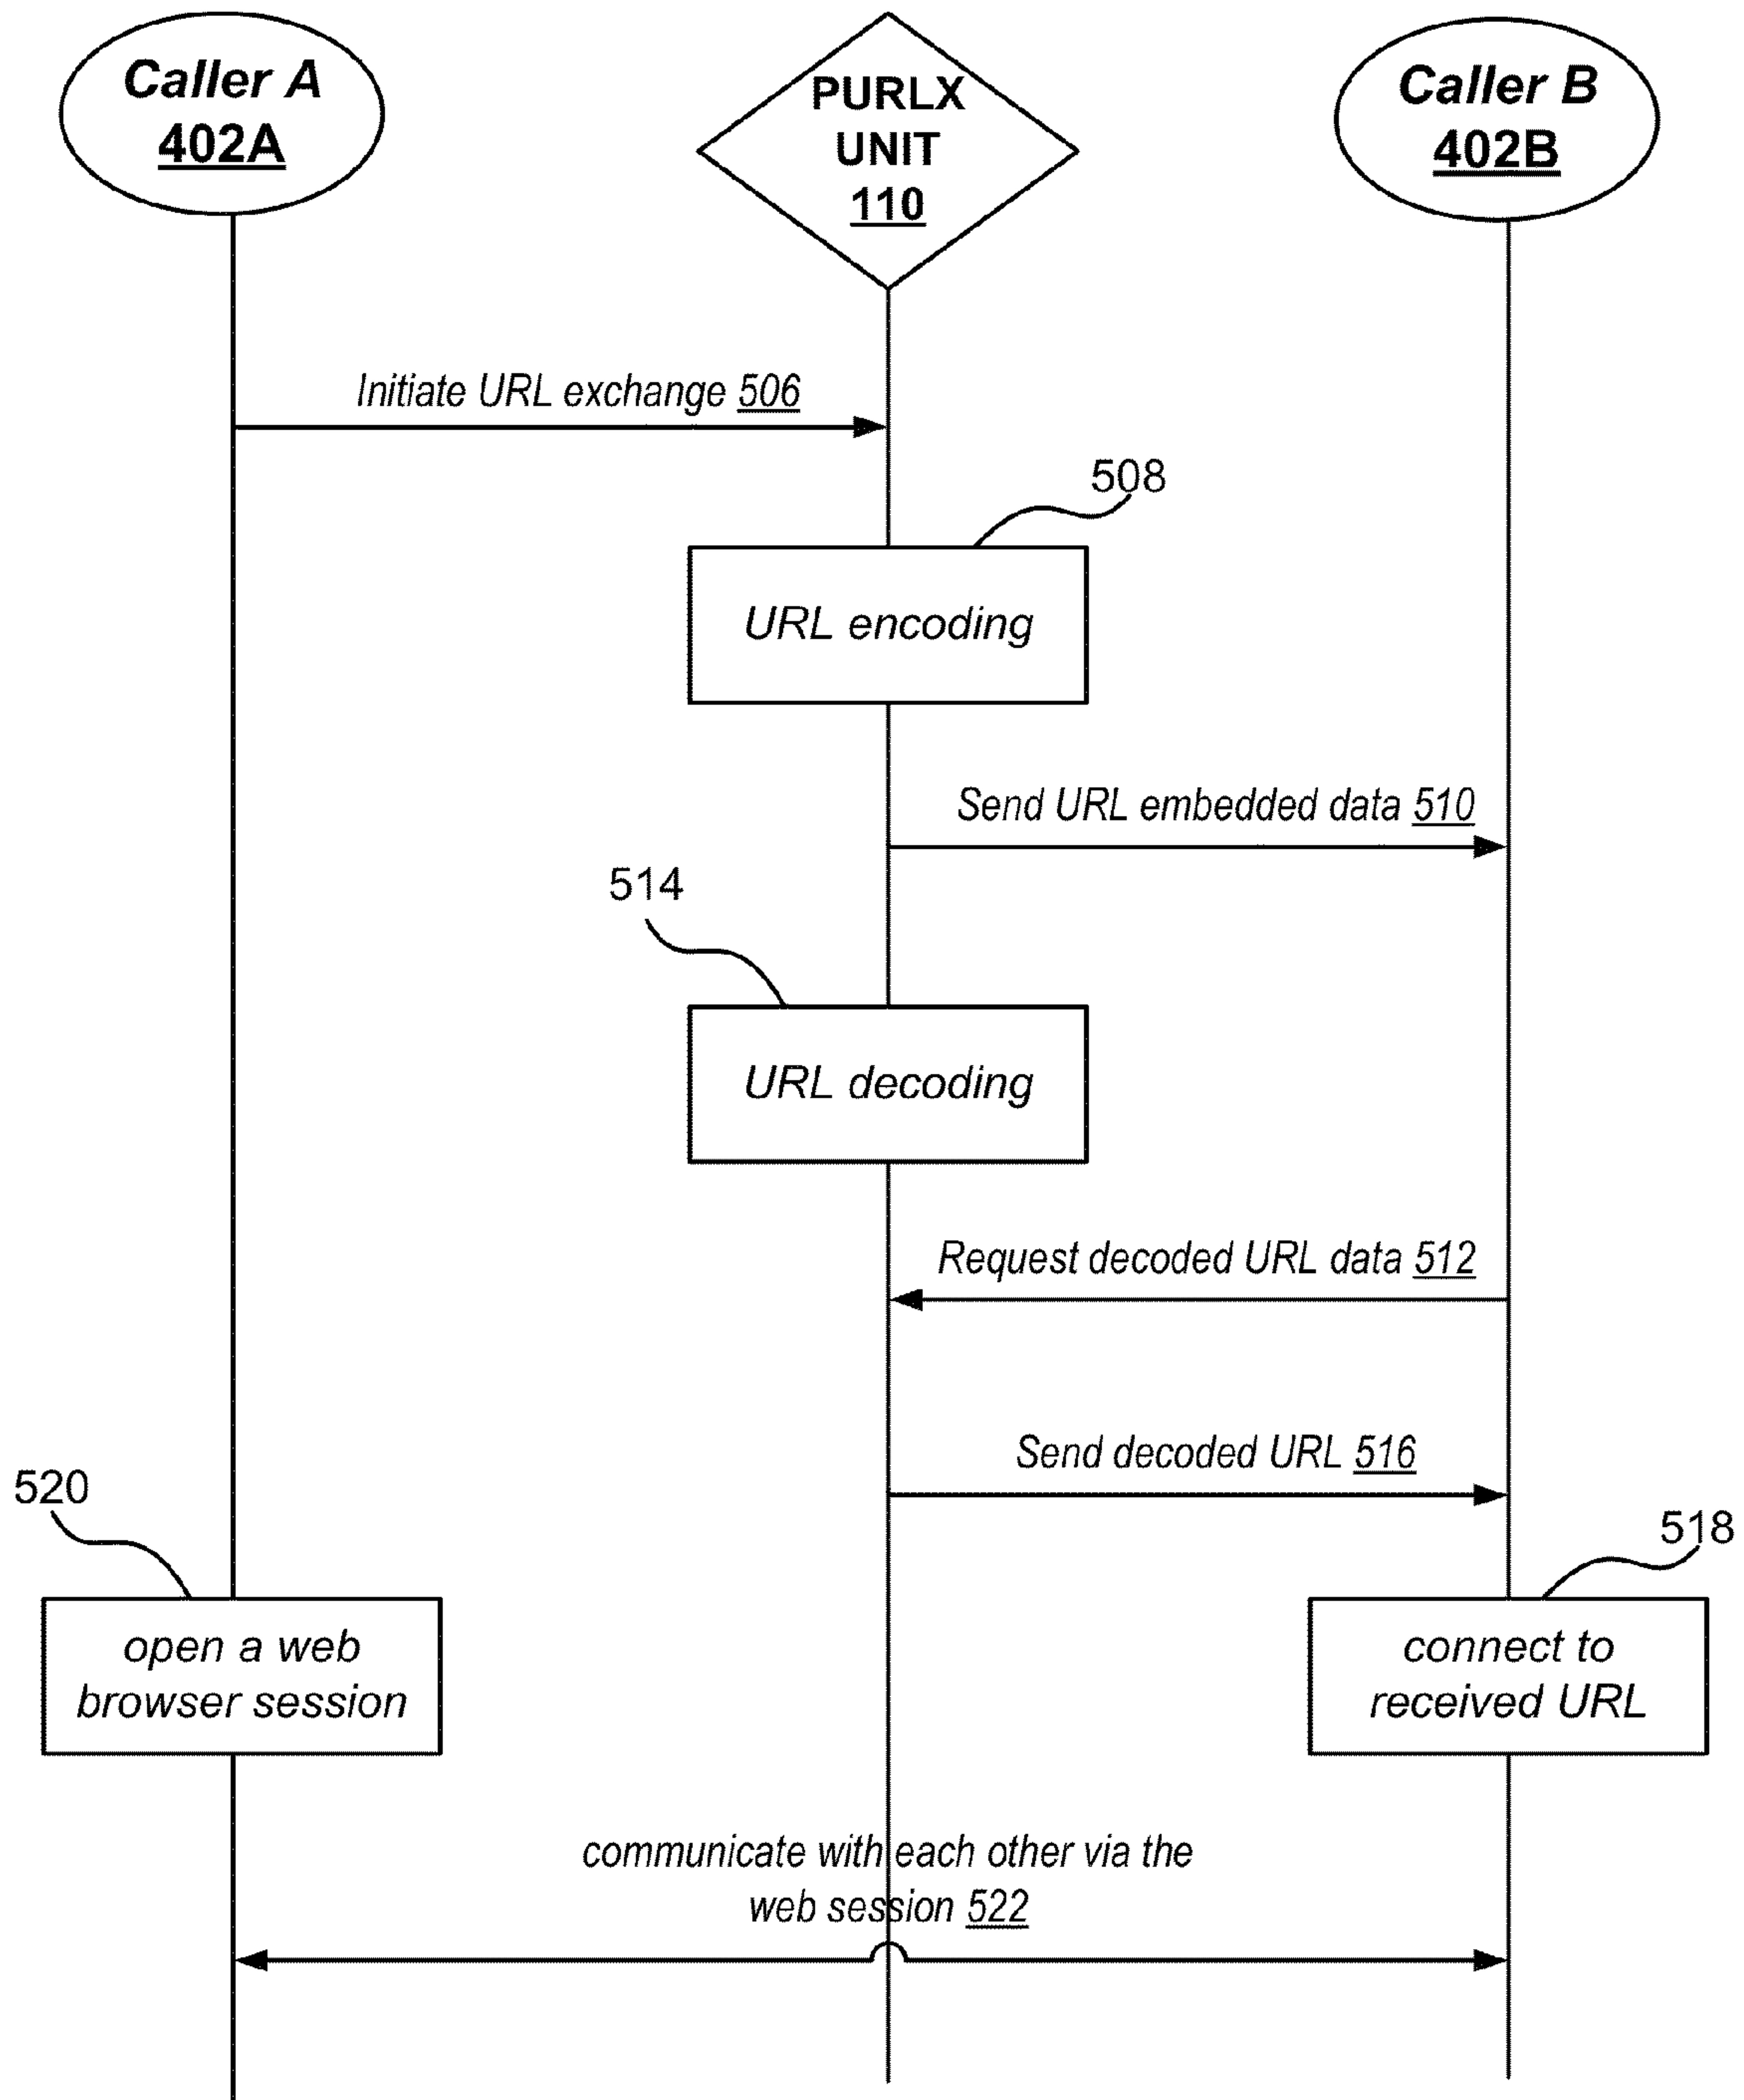 Caller A
402A
PURLX
UNIT
110
Caller B
402B
Initiate URL exchange 506
508
URL encoding
Send URL embedded data 510
514
URL decoding
Request decoded URL data 512
Send decoded URL 516
520
518
open a web
browser session
connect to
received URL
communicate with each other via the
web session 522